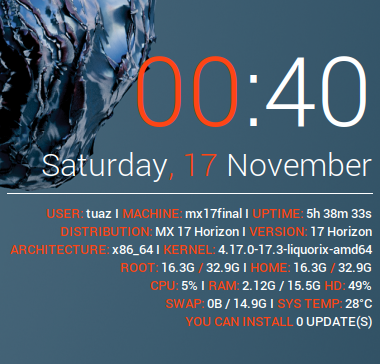 00:40
Saturday, 17 November
USER: tuaz I MACHINE: mx17final I UPTIME: 5h 38m 33s
DISTRIBUTION: MX 17 Horizon I VERSION: 17 Horizon
ARCHITECTURE: x86_64 I KERNEL: 4.17.0-17.3-liquorix-amd64
ROOT: 16.3G / 32.9G I HOME: 16.3G / 32.9G
CPU: 5% I RAM: 2.12G / 15.5G HD: 49%
SWAP: 0B / 14.9G I SYS TEMP: 28°C
YOU CAN INSTALL 0 UPDATE(S)